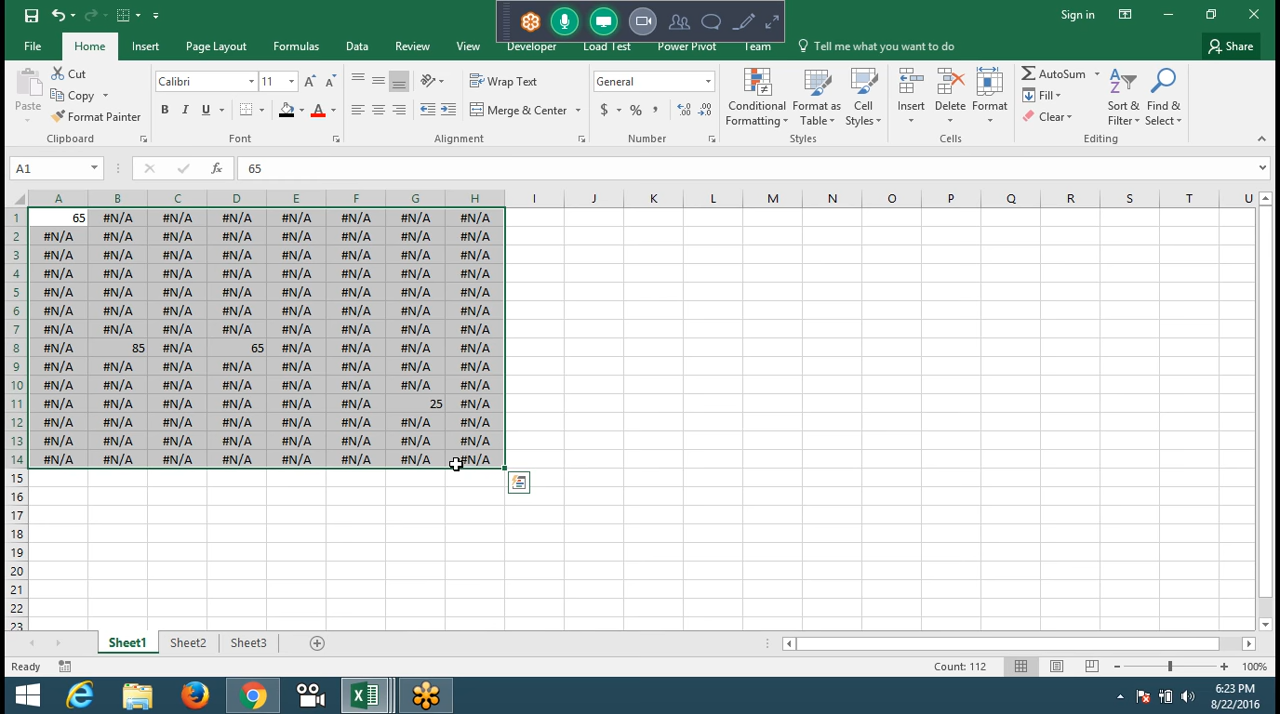 Sign in
File Home Insert Page Layout Formulas Data Review View Developer Load Test Power Pivot Team Tell me what you want to do Share
Paste Cut Copy Format Painter Clipboard
Calibri 11 A A B I U A Font
Wrap Text Merge & Center Alignment
General $ % , Number
Conditional Formatting Format as Table Cell Styles Styles
Insert Delete Format Cells
AutoSum Fill Clear Sort & Filter Find & Select Editing
A1 fx 65
A B C D E F G H I J K L M N O P Q R S T U
1 65 #N/A #N/A #N/A #N/A #N/A #N/A #N/A
2 #N/A #N/A #N/A #N/A #N/A #N/A #N/A #N/A
3 #N/A #N/A #N/A #N/A #N/A #N/A #N/A #N/A
4 #N/A #N/A #N/A #N/A #N/A #N/A #N/A #N/A
5 #N/A #N/A #N/A #N/A #N/A #N/A #N/A #N/A
6 #N/A #N/A #N/A #N/A #N/A #N/A #N/A #N/A
7 #N/A #N/A #N/A #N/A #N/A #N/A #N/A #N/A
8 #N/A 85 #N/A 65 #N/A #N/A #N/A #N/A
9 #N/A #N/A #N/A #N/A #N/A #N/A #N/A #N/A
10 #N/A #N/A #N/A #N/A #N/A #N/A #N/A #N/A
11 #N/A #N/A #N/A #N/A #N/A #N/A 25 #N/A
12 #N/A #N/A #N/A #N/A #N/A #N/A #N/A #N/A
13 #N/A #N/A #N/A #N/A #N/A #N/A #N/A #N/A
14 #N/A #N/A #N/A #N/A #N/A #N/A #N/A #N/A
15
16
17
18
19
20
21
22
23
Sheet1 Sheet2 Sheet3
Ready Count: 112 100%
6:23 PM
8/22/2016